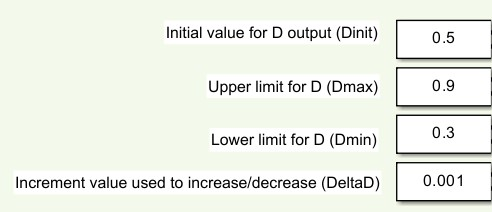 Initial value for D output (Dinit) 0.5
Upper limit for D (Dmax) 0.9
Lower limit for D (Dmin) 0.3
Increment value used to increase/decrease (DeltaD) 0.001